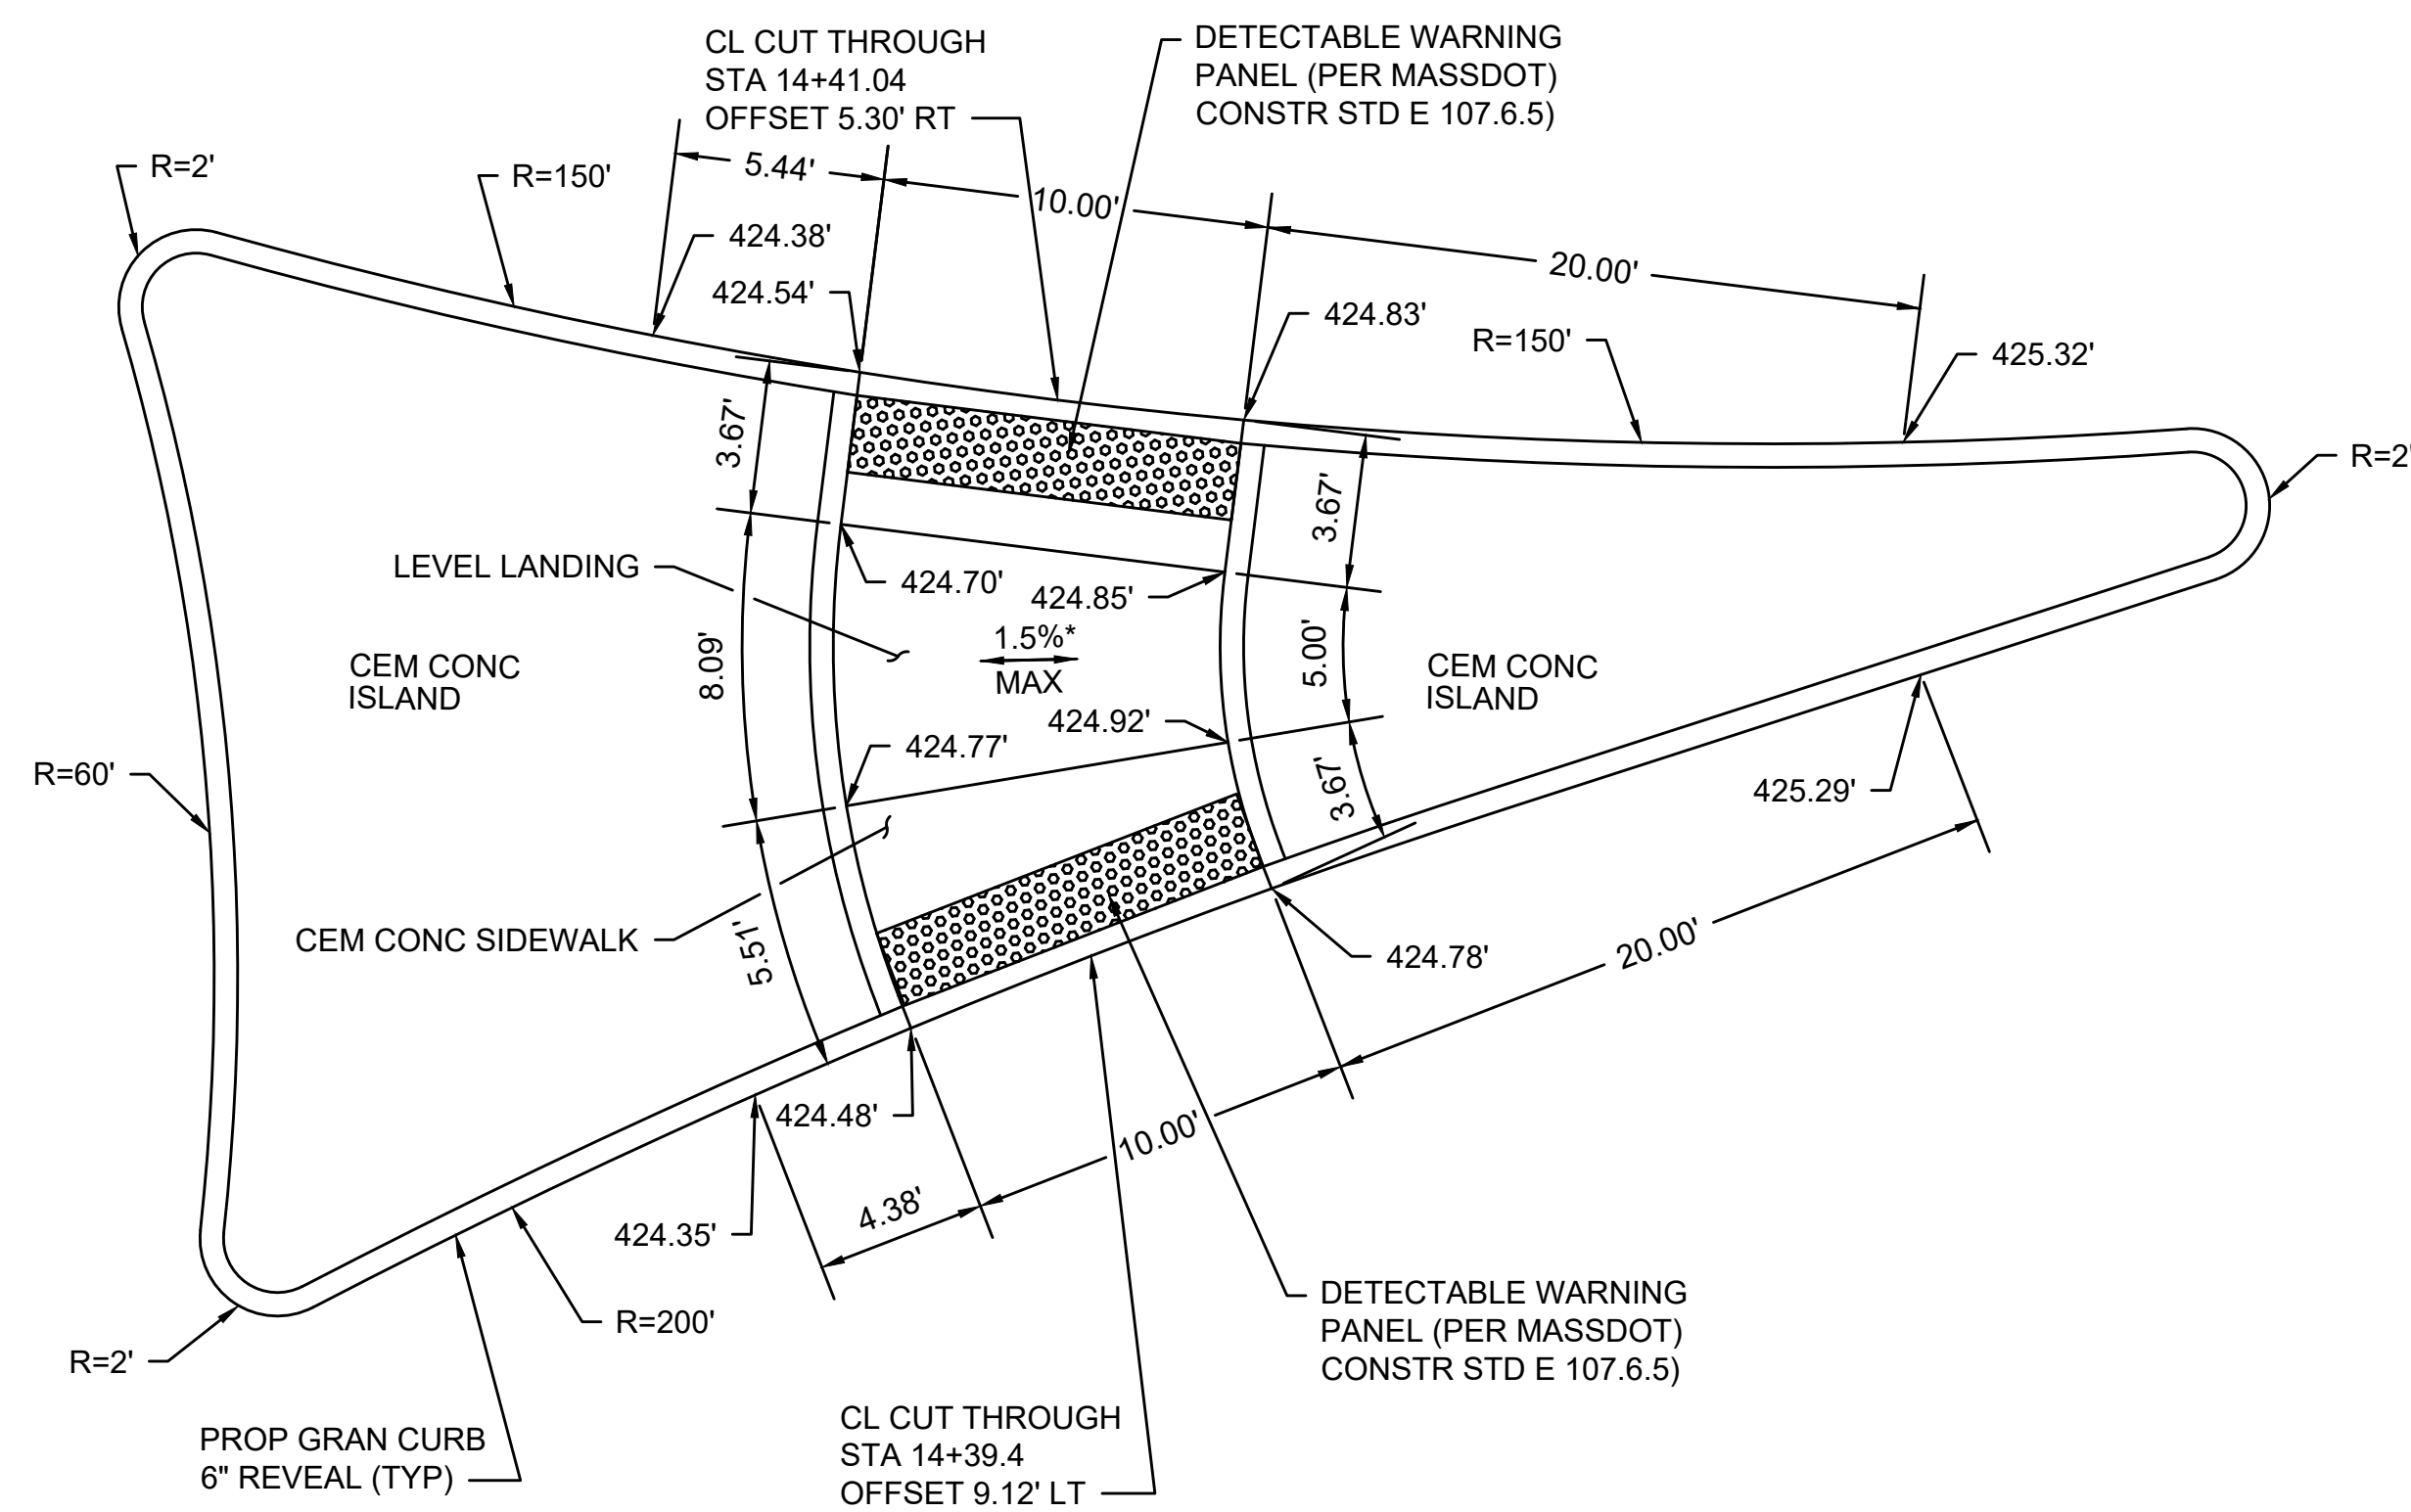 CL CUT THROUGH
STA 14+41.04
OFFSET 5.30' RT
DETECTABLE WARNING
PANEL (PER MASSDOT)
CONSTR STD E 107.6.5)
R=2'
R=150'
5.44'
10.00'
424.38'
20.00'
424.54'
424.83'
R=150'
425.32'
3.67'
R=2'
3.67'
LEVEL LANDING
424.70'
424.85'
1.5%*
MAX
8.09'
5.00'
CEM CONC
ISLAND
CEM CONC
ISLAND
424.92'
424.77'
R=60'
3.67'
425.29'
CEM CONC SIDEWALK
5.51'
424.78'
20.00'
424.48'
10.00'
4.38'
424.35'
R=200'
R=2'
DETECTABLE WARNING
PANEL (PER MASSDOT)
CONSTR STD E 107.6.5)
PROP GRAN CURB
6" REVEAL (TYP)
CL CUT THROUGH
STA 14+39.4
OFFSET 9.12' LT